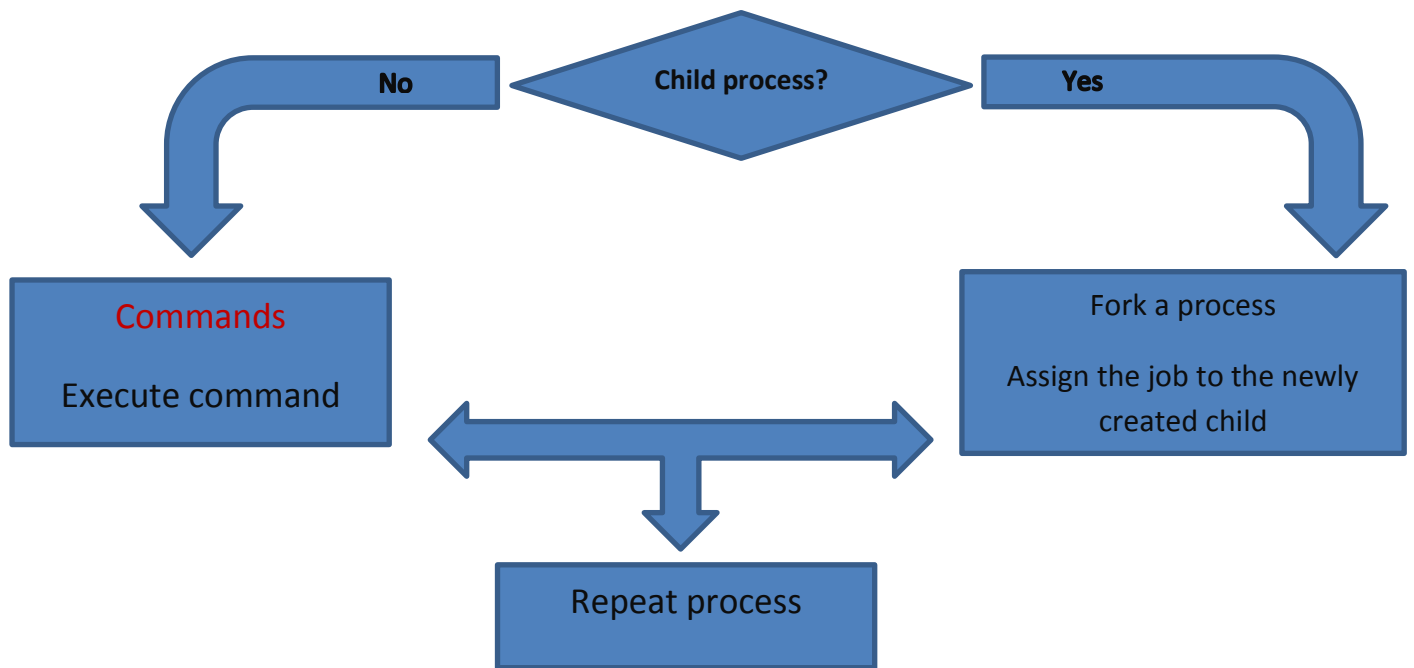 Child process?
No
Yes
Commands
Execute command
Fork a process
Assign the job to the newly
created child
Repeat process